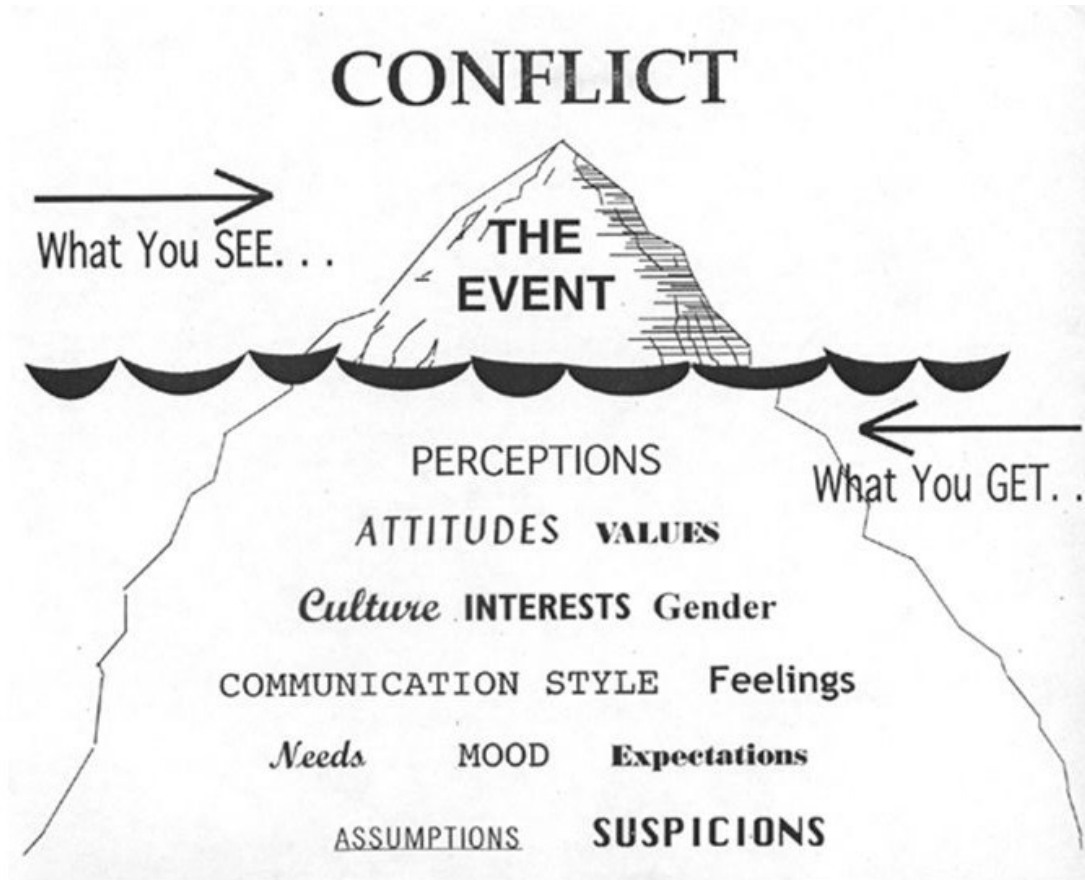 CONFLICT
What You SEE. . .
THE
EVENT
PERCEPTIONS
What You GET. .
ATTITUDES VALUES
Culture INTERESTS Gender
COMMUNICATION STYLE Feelings
Needs MOOD Expectations
ASSUMPTIONS SUSPICIONS